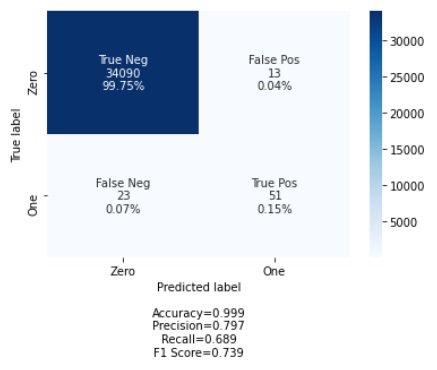 True Neg
34090
99.75%
False Pos
13
0.04%
False Neg
23
0.07%
True Pos
51
0.15%
Zero
One
True label
Zero
One
Predicted label
30000
25000
20000
15000
10000
5000
Accuracy=0.999
Precision=0.797
Recall=0.689
F1 Score=0.739